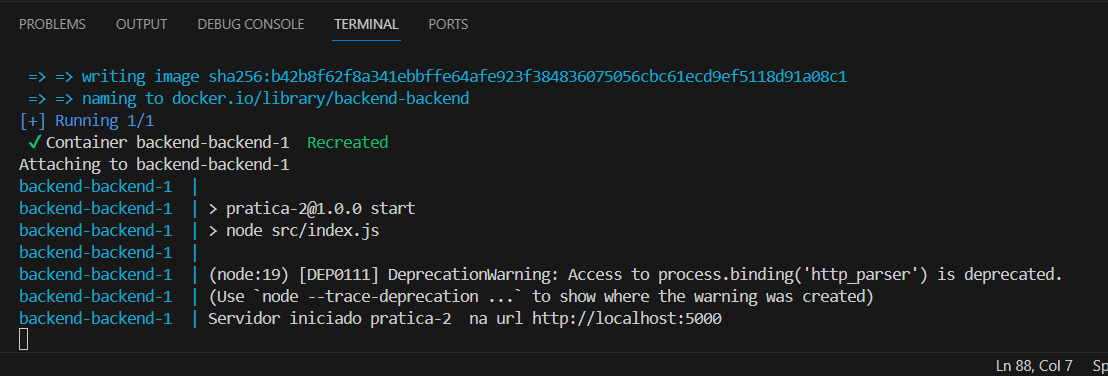 PROBLEMS OUTPUT DEBUG CONSOLE TERMINAL PORTS
=> => writing image sha256:b42b8f62f8a341ebbffe64afe923f384836075056cbc61ecd9ef5118d91a08c1
=> => naming to docker.io/library/backend-backend
[+] Running 1/1
✔ Container backend-backend-1 Recreated
Attaching to backend-backend-1
backend-backend-1 |
backend-backend-1 | > pratica-2@1.0.0 start
backend-backend-1 | > node src/index.js
backend-backend-1 |
backend-backend-1 | (node:19) [DEP0111] DeprecationWarning: Access to process.binding('http_parser') is deprecated.
backend-backend-1 | (Use `node --trace-deprecation ...` to show where the warning was created)
backend-backend-1 | Servidor iniciado pratica-2  na url http://localhost:5000
Ln 88, Col 7 Sp